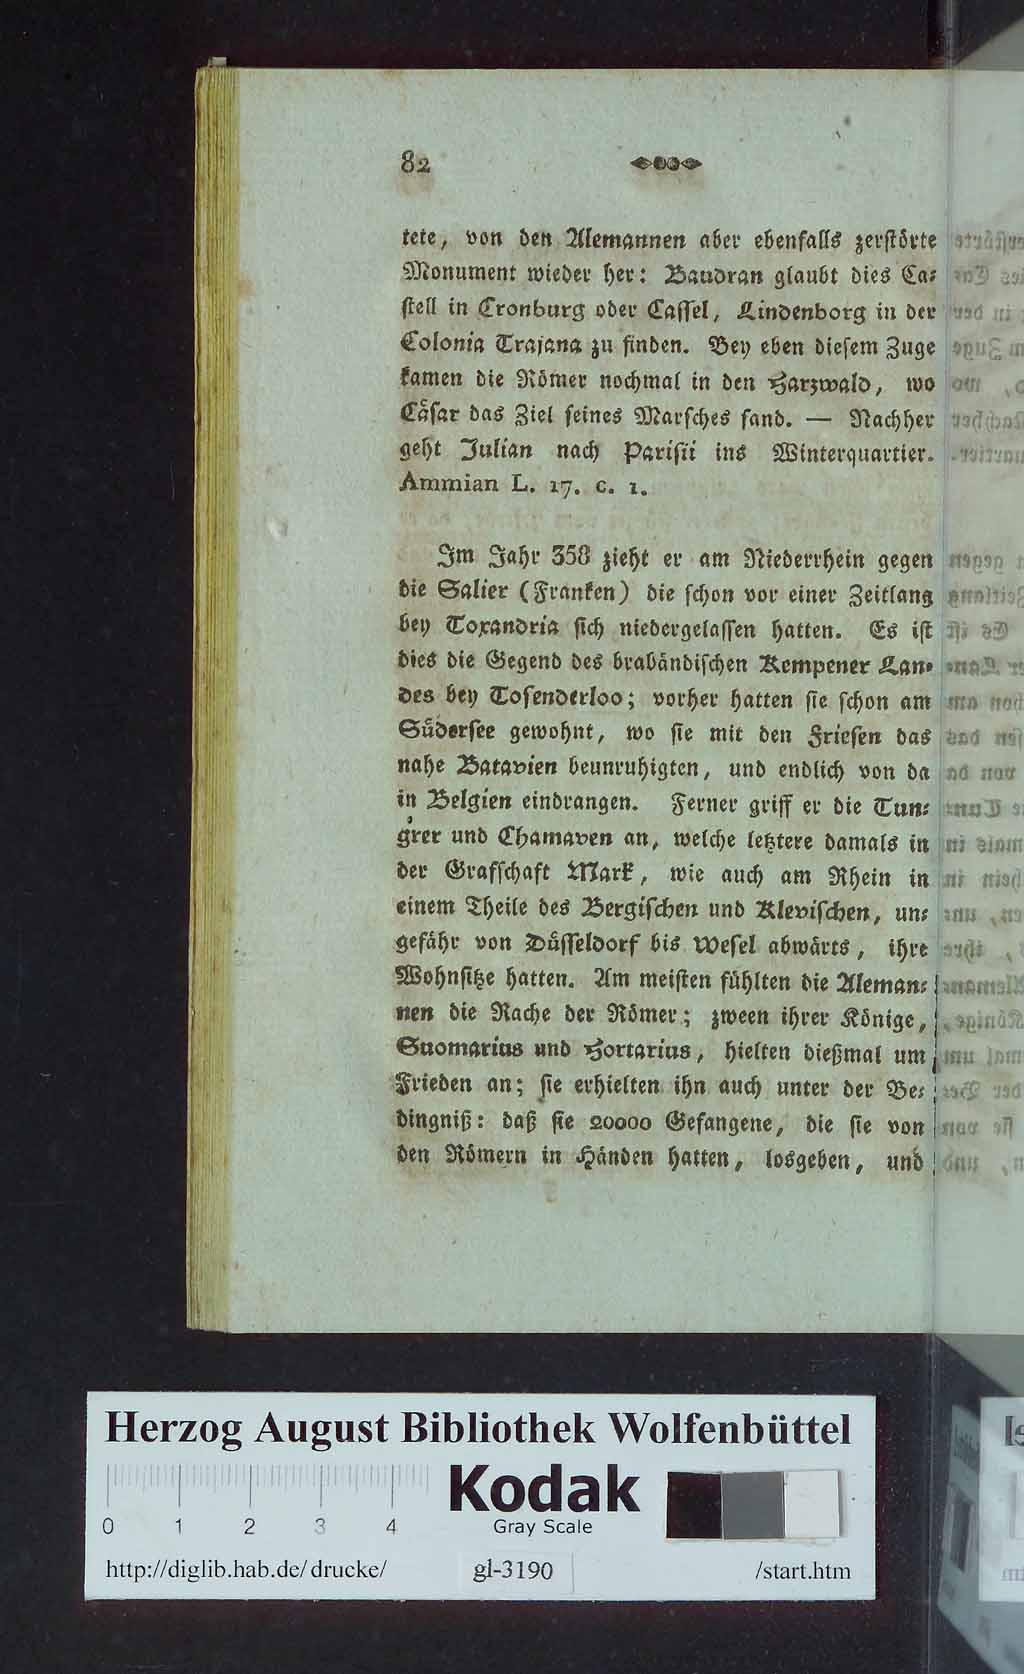 82
tete, von den Alemannen aber ebenfalls zerstörte
Monument wieder her: Baudran glaubt dies Ca-
stell in Cronburg oder Cassel, Lindenborg in der
Colonia Trajana zu finden. Bey eben diesem Zuge
kamen die Römer nochmal in den Harzwald, wo
Cäsar das Ziel seines Marsches fand. — Nachher
geht Julian nach Parisii ins Winterquartier.
Ammian L. 17. c. 1.
Im Jahr 358 zieht er am Niederrhein gegen
die Salier (Franken) die schon vor einer Zeitlang
bey Toxandria sich niedergelassen hatten. Es ist
dies die Gegend des brabändischen Kempener Lan-
des bey Tosenderloo; vorher hatten sie schon am
Südersee gewohnt, wo sie mit den Friesen das
nahe Batavien beunruhigten, und endlich von da
in Belgien eindrangen. Ferner griff er die Tun-
grer und Chamaven an, welche letztere damals in
der Grafschaft Mark, wie auch am Rhein in
einem Theile des Bergischen und Klevischen, un-
gefähr von Düsseldorf bis Wesel abwärts, ihre
Wohnsitze hatten. Am meisten fühlten die Aleman-
nen die Rache der Römer; zween ihrer Könige,
Suomarius und Hortarius, hielten dießmal um
Frieden an; sie erhielten ihn auch unter der Be-
dingniß: daß sie 20000 Gefangene, die sie von
den Römern in Händen hatten, losgeben, und
Herzog August Bibliothek Wolfenbüttel
Kodak
0 1 2 3 4
Gray Scale
http://diglib.hab.de/drucke/ gl-3190 /start.htm